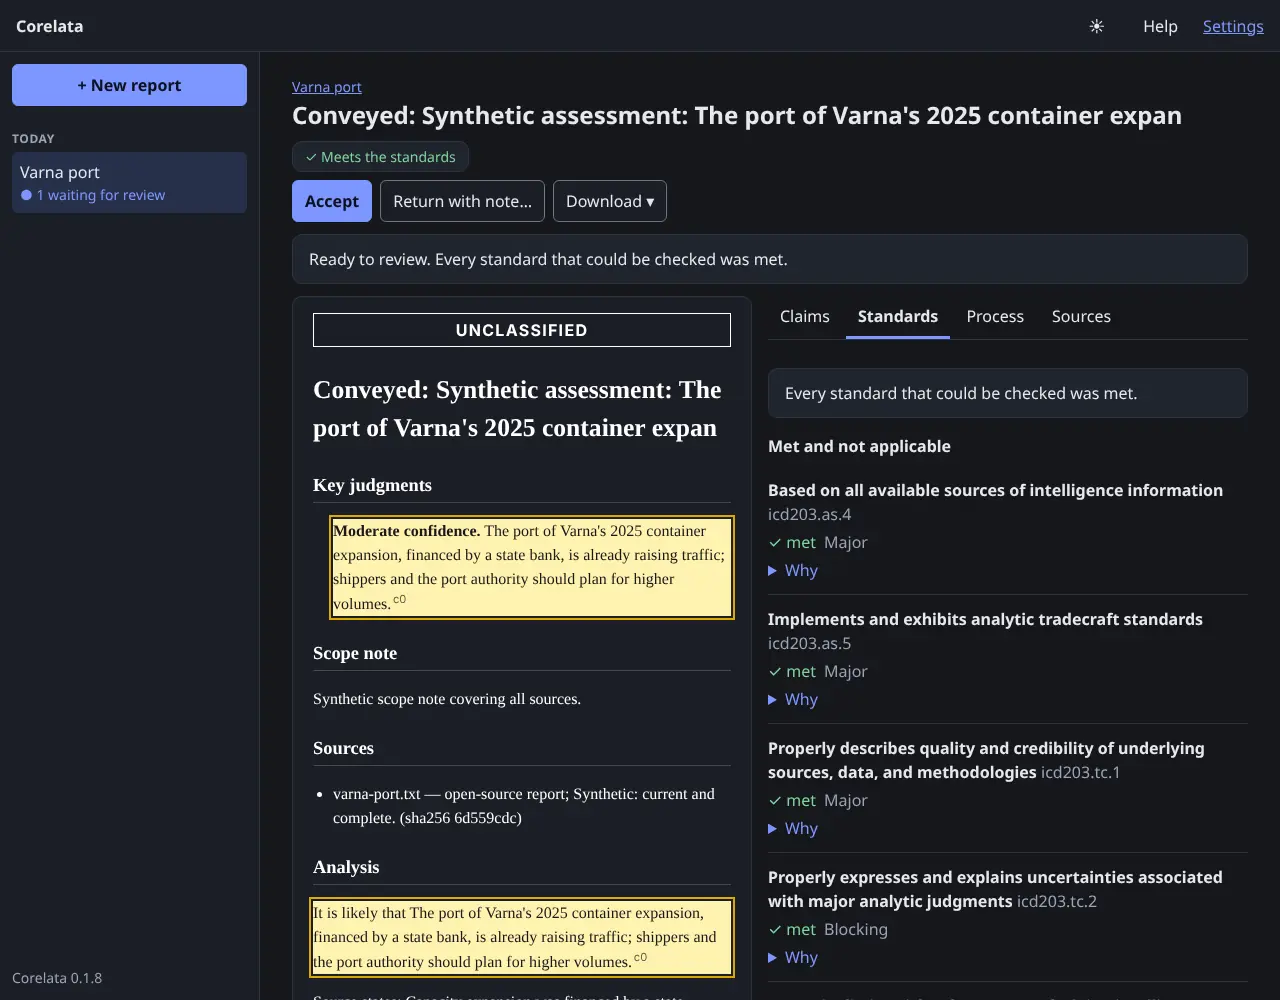 Corelata
☀ Help Settings
+ New report
TODAY
Varna port
1 waiting for review
Corelata 0.1.8
Varna port
Conveyed: Synthetic assessment: The port of Varna's 2025 container expan
✓ Meets the standards
Accept Return with note... Download ▾
Ready to review. Every standard that could be checked was met.
UNCLASSIFIED
Conveyed: Synthetic assessment: The
port of Varna's 2025 container expan
Key judgments
Moderate confidence. The port of Varna's 2025 container
expansion, financed by a state bank, is already raising traffic;
shippers and the port authority should plan for higher
volumes. c0
Scope note
Synthetic scope note covering all sources.
Sources
• varna-port.txt — open-source report; Synthetic: current and
complete. (sha256 6d559cdc)
Analysis
It is likely that The port of Varna's 2025 container expansion,
financed by a state bank, is already raising traffic; shippers and
the port authority should plan for higher volumes. c0
Claims Standards Process Sources
Every standard that could be checked was met.
Met and not applicable
Based on all available sources of intelligence information
icd203.as.4
✓ met Major
▶ Why
Implements and exhibits analytic tradecraft standards
icd203.as.5
✓ met Major
▶ Why
Properly describes quality and credibility of underlying
sources, data, and methodologies icd203.tc.1
✓ met Major
▶ Why
Properly expresses and explains uncertainties associated
with major analytic judgments icd203.tc.2
✓ met Blocking
▶ Why